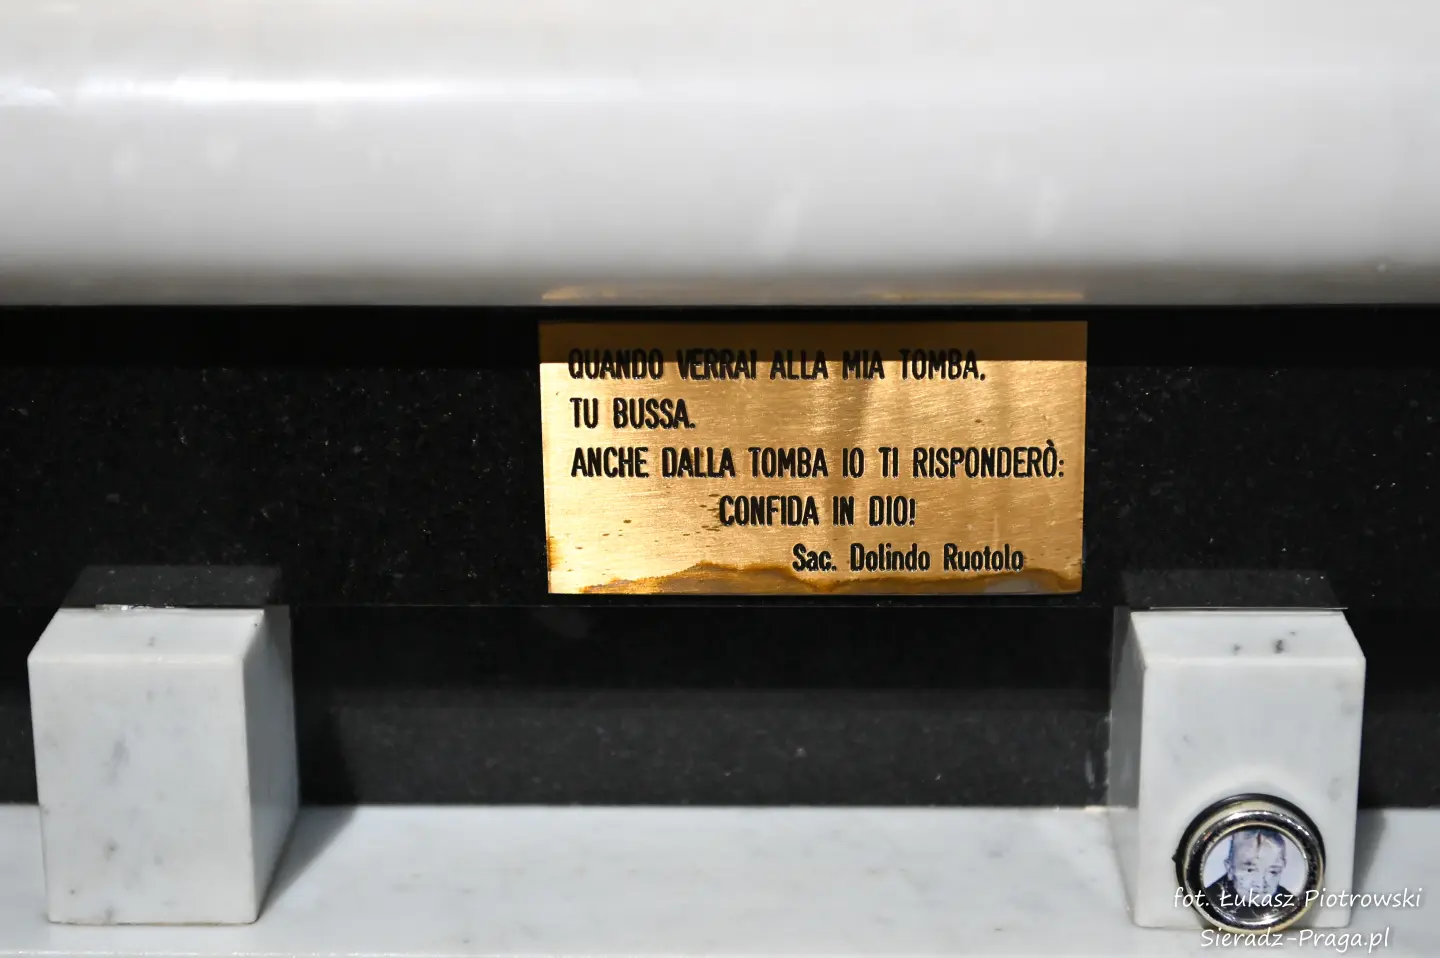 QUANDO VERRAI ALLA MIA TOMBA,
TU BUSSA.
ANCHE DALLA TOMBA IO TI RISPONDERÒ:
CONFIDA IN DIO!
Sac. Dolindo Ruotolo
fot. Łukasz Piotrowski
Sieradz-Praga.pl